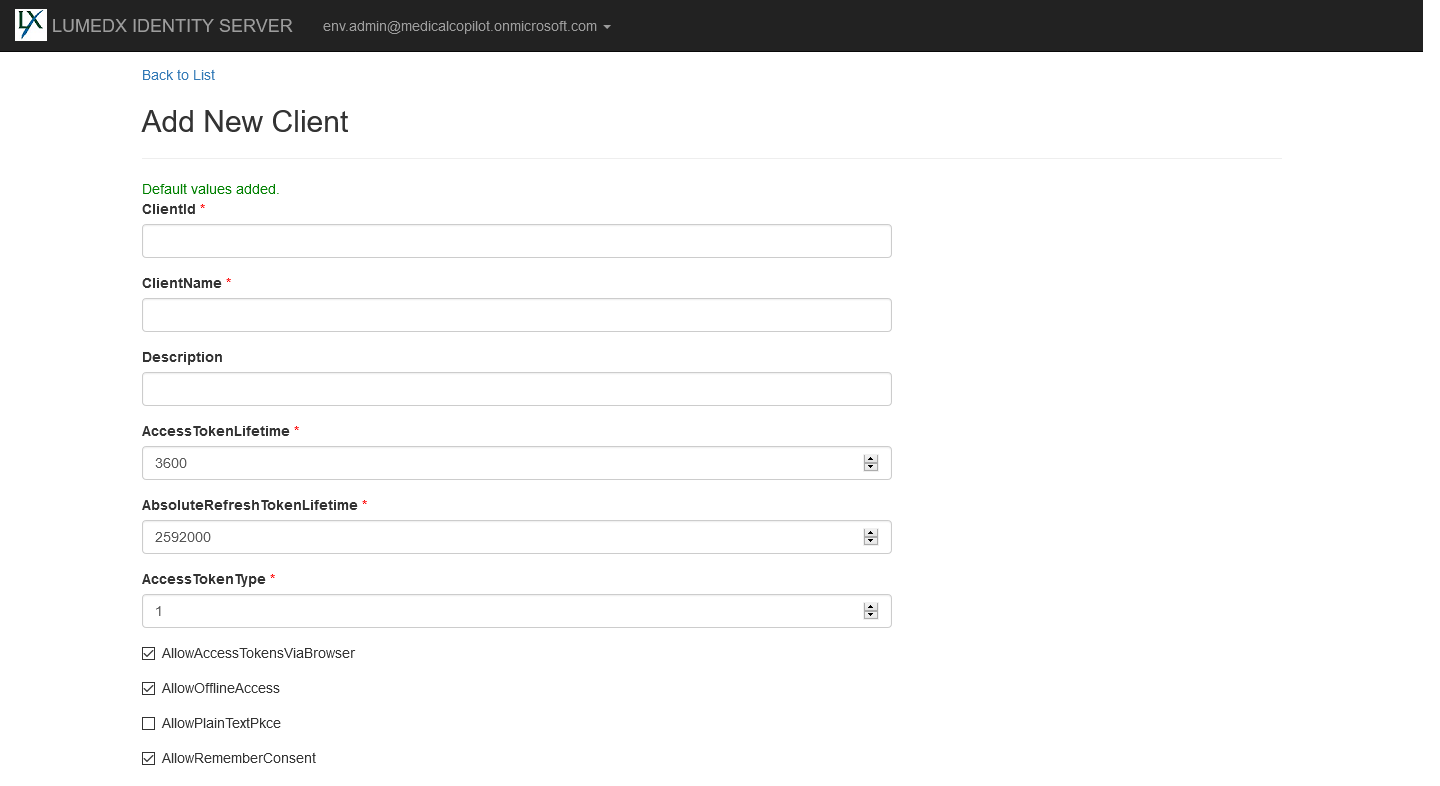 LX LUMEDX IDENTITY SERVER env.admin@medicalcopilot.onmicrosoft.com
Back to List
Add New Client
Default values added.
ClientId *
ClientName *
Description
AccessTokenLifetime *
3600
AbsoluteRefreshTokenLifetime *
2592000
AccessTokenType *
1
AllowAccessTokensViaBrowser
AllowOfflineAccess
AllowPlainTextPkce
AllowRememberConsent